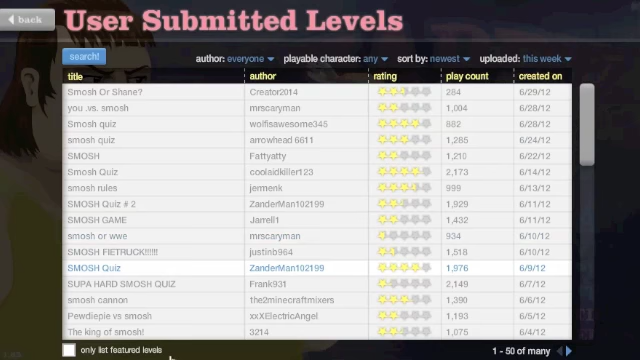 back
User Submitted Levels
search!
author: everyone playable character: any sort by: newest uploaded: this week
title author rating play count created on
Smosh Or Shane? Creator2014 284 6/29/12
you .vs. smosh mrscaryman 1,004 6/28/12
Smosh quiz wolfisawesome345 882 6/28/12
smosh quiz arrowhead 6611 1,285 6/24/12
SMOSH Fattyatty 1,210 6/22/12
Smosh Quiz coolaidkiller123 2,173 6/14/12
smosh rules jermenk 999 6/13/12
SMOSH Quiz # 2 ZanderMan102199 1,929 6/11/12
SMOSH GAME Jarrell1 1,432 6/11/12
smosh or wwe mrscaryman 934 6/10/12
SMOSH FIETRUCK!!!!!! justinb964 1,518 6/10/12
SMOSH Quiz ZanderMan102199 1,976 6/9/12
SUPA HARD SMOSH QUIZ Frank931 2,149 6/7/12
smosh cannon the2minecraftmixers 1,390 6/6/12
Pewdiepie vs smosh xxXElectricAngel 1,193 6/5/12
The king of smosh! 3214 1,075 6/4/12
only list featured levels 1 - 50 of many